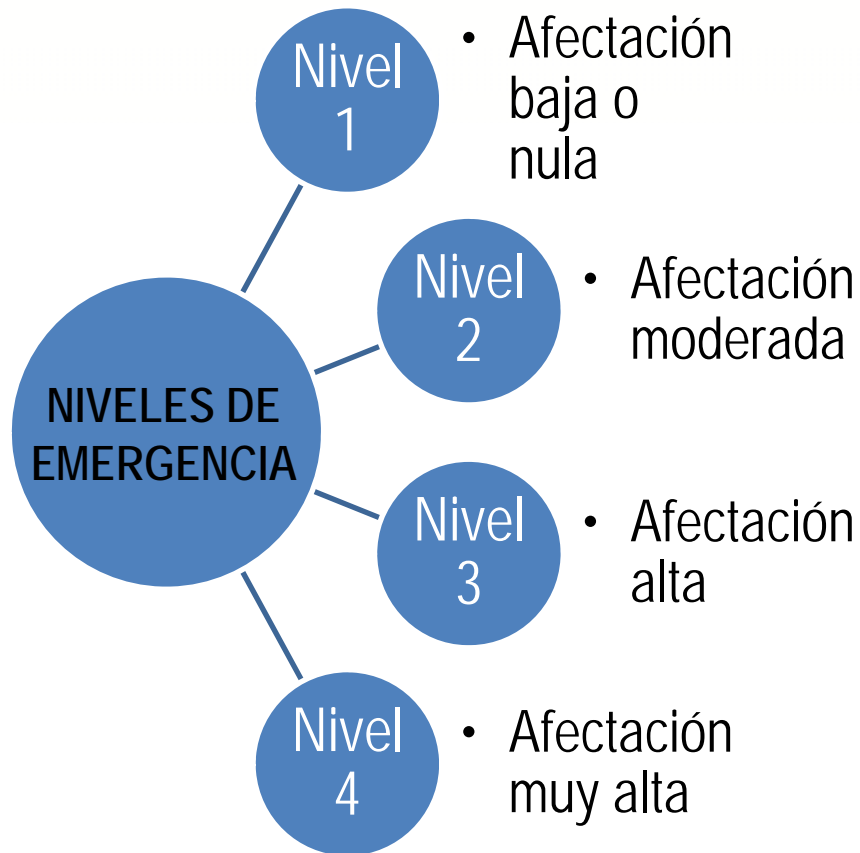 Nivel
1
• Afectación
baja o
nula
Nivel
2
• Afectación
moderada
NIVELES DE
EMERGENCIA
Nivel
3
• Afectación
alta
Nivel
4
• Afectación
muy alta